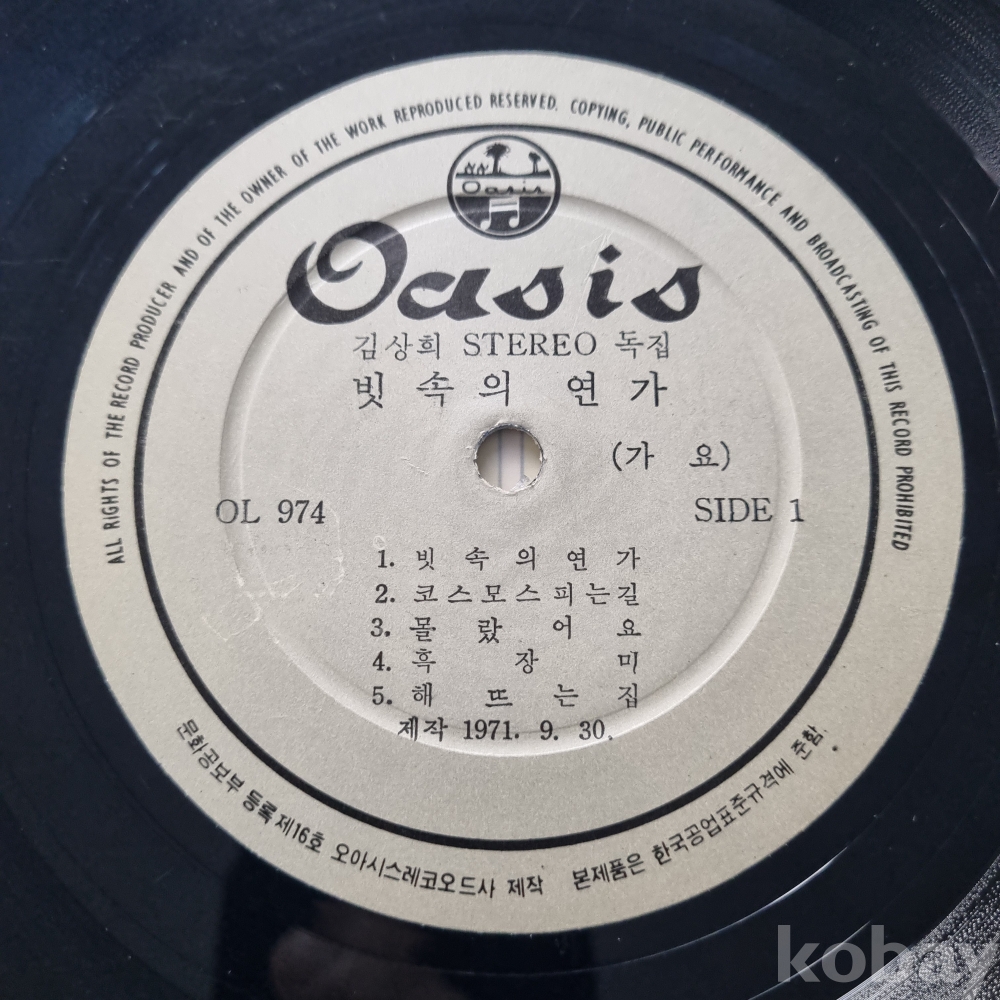 ALL RIGHTS OF THE RECORD PRODUCER AND OF THE OWNER OF THE WORK REPRODUCED RESERVED. COPTING, PUBLIC PERFORMANCE AND BROADCASTING OF THIS RECORD PROHIBITED
Oasis
Oasis
김상희 STEREO 독집
빗속의 연가
(가요)
OL 974
SIDE 1
1. 빗속의연가
2. 코스모스피는길
3. 몰랐어요
4. 흑장미
5. 해뜨는집
제작 1971. 9. 30.
문화공보부 등록 제16호 오아시스레코오드사 제작 본제품은 한국공업표준규격에 준함.
kobay